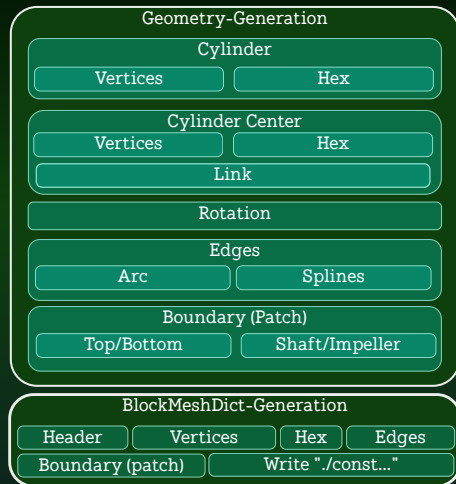 Geometry-Generation
Cylinder
Vertices Hex
Cylinder Center
Vertices Hex
Link
Rotation
Edges
Arc Splines
Boundary (Patch)
Top/Bottom Shaft/Impeller
BlockMeshDict-Generation
Header Vertices Hex Edges
Boundary (patch) Write "./const..."